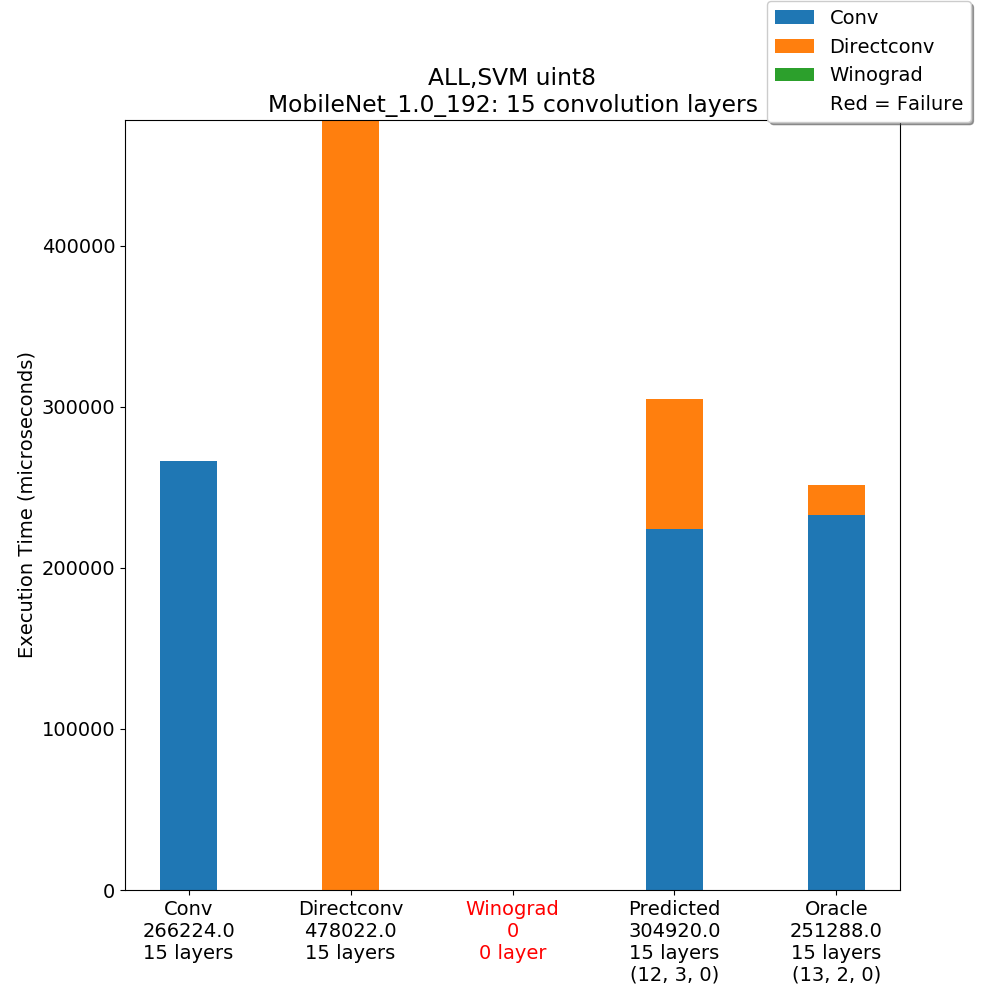 Conv
Directconv
Winograd
Red = Failure
ALL,SVM uint8
MobileNet_1.0_192: 15 convolution layers
Execution Time (microseconds)
400000
300000
200000
100000
0
Conv
266224.0
15 layers
Directconv
478022.0
15 layers
Winograd
0
0 layer
Predicted
304920.0
15 layers
(12, 3, 0)
Oracle
251288.0
15 layers
(13, 2, 0)